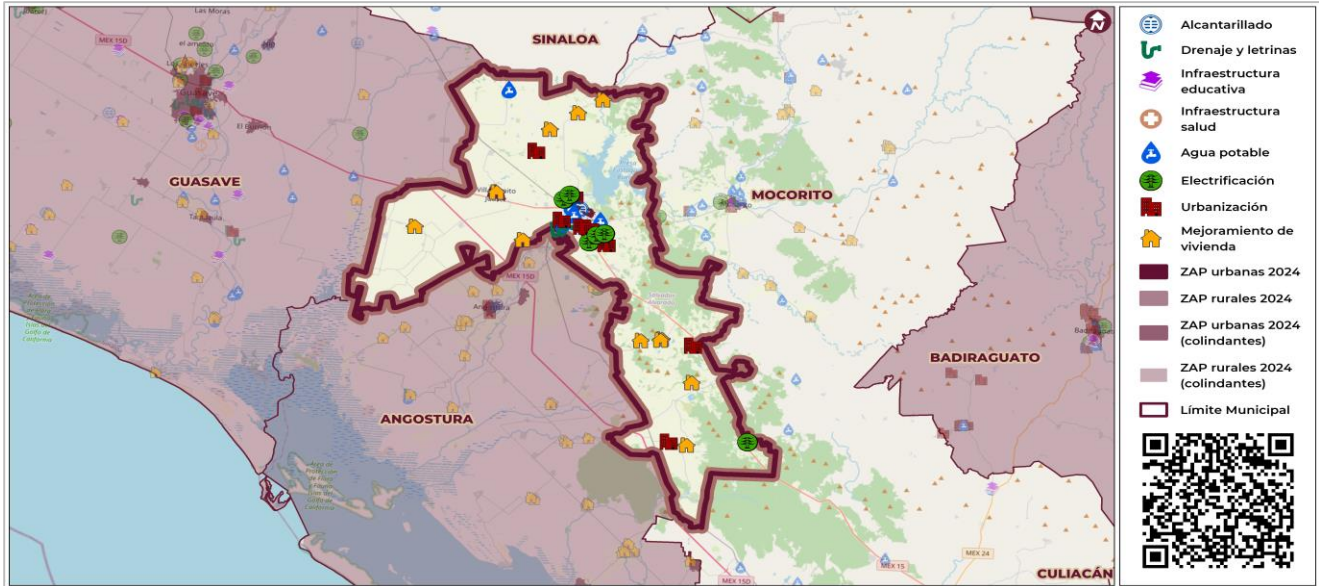 Las Moras
MEX 15D
SINALOA
El Burrion
GUASAVE
MOCORITO
MEX 15D
BADIRAGUATO
ANGOSTURA
MEX 24
MEX 15
MEX 15D
CULIACÁN
N
Alcantarillado
Drenaje y letrinas
Infraestructura
educativa
Infraestructura
salud
Agua potable
Electrificación
Urbanización
Mejoramiento de
vivienda
ZAP urbanas 2024
ZAP rurales 2024
ZAP urbanas 2024
(colindantes)
ZAP rurales 2024
(colindantes)
Límite Municipal